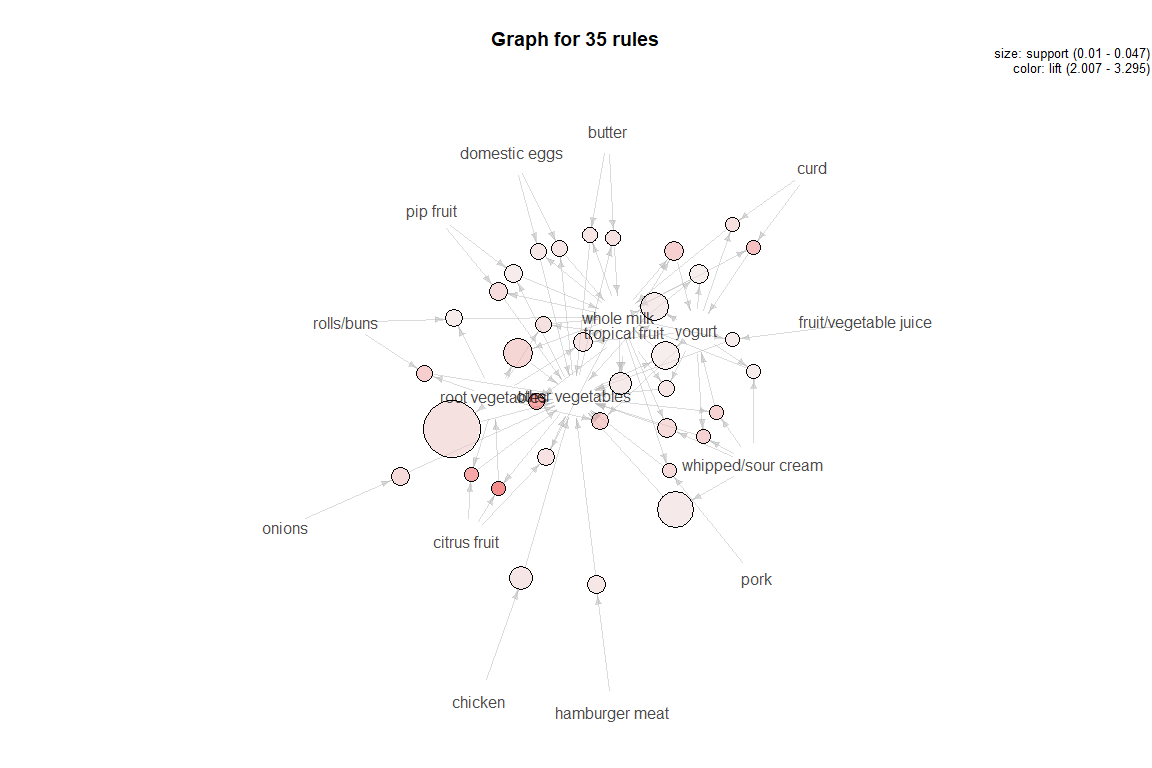 Graph for 35 rules
size: support (0.01 - 0.047)
color: lift (2.007 - 3.295)
butter
domestic eggs
curd
pip fruit
whole milk
rolls/buns
fruit/vegetable juice
tropical fruit
yogurt
root vegetables
other vegetables
whipped/sour cream
onions
citrus fruit
pork
chicken
hamburger meat